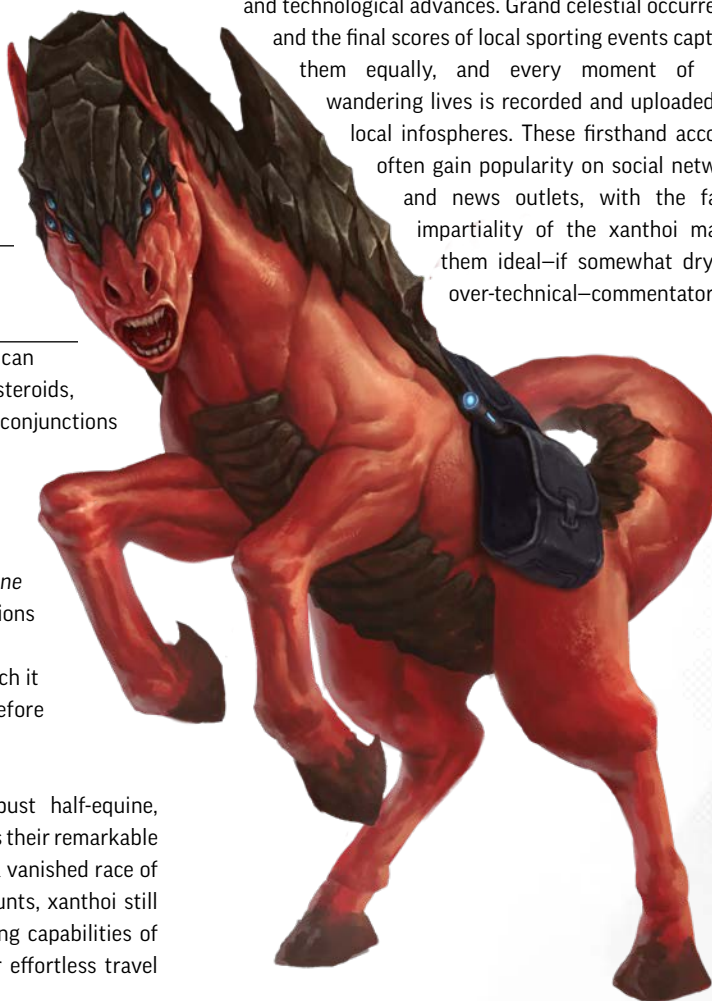 can
steroids,
conjunctions
ne
ions
ch it
efore
bust half-equine,
s their remarkable
vanished race of
unts, xanthoi still
ng capabilities of
r effortless travel
and technological advances. Grand celestial occurre
and the final scores of local sporting events capt
them equally, and every moment of
wandering lives is recorded and uploaded
local infospheres. These firsthand acco
often gain popularity on social netw
and news outlets, with the fa
impartiality of the xanthoi ma
them ideal—if somewhat dry
over-technical—commentator